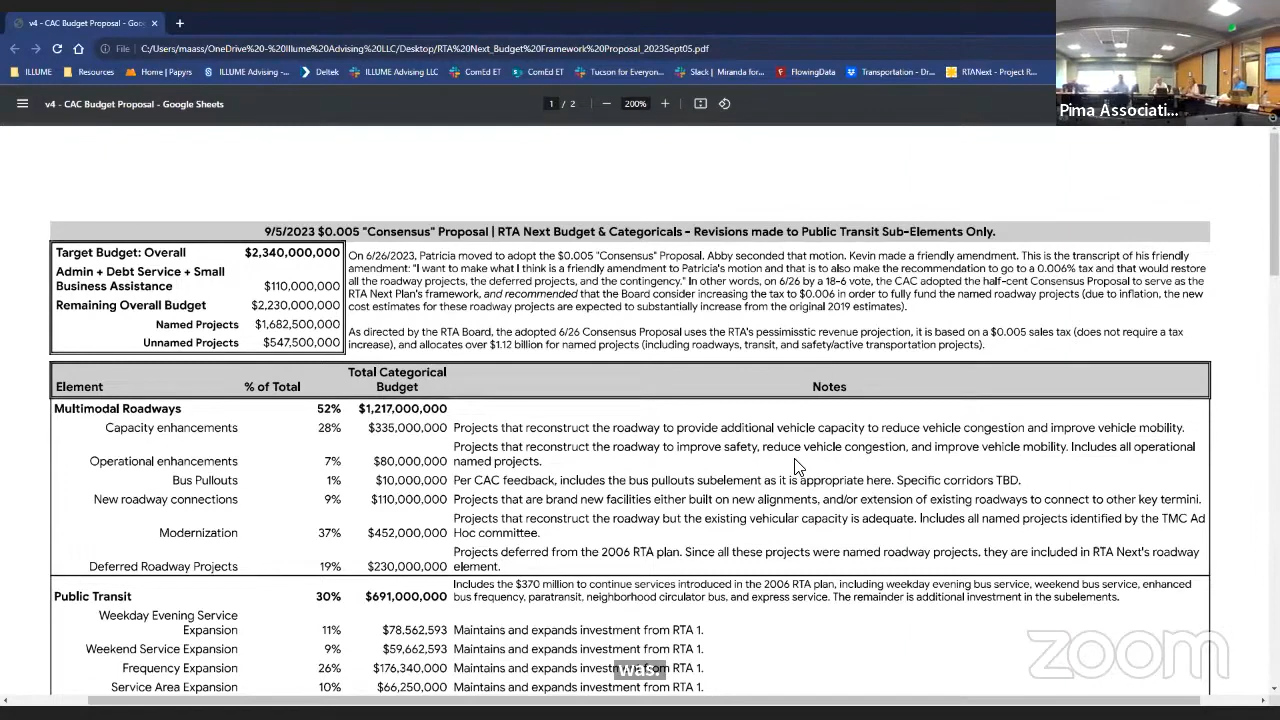 v4 - CAC Budget Proposal - Goo
File
C:/Users/maass/OneDrive%20-%20Illume%20Advising%20LLC/Desktop/RTA%20Next_Budget%20Framework%20Proposal_2023Sept05.pdf
ILLUME
Resources
Home | Papyrs
ILLUME Advising -...
Deltek
ILLUME Advising LLC
ComEd ET
ComEd ET
Tucson for Everyon...
Slack | Miranda for...
FlowingData
Transportation - Dr...
RTANext - Project R...
Pima Associati...
v4 - CAC Budget Proposal - Google Sheets
1 / 2
200%
9/5/2023 $0.005 "Consensus" Proposal | RTA Next Budget & Categoricals - Revisions made to Public Transit Sub-Elements Only.
Target Budget: Overall $2,340,000,000
Admin + Debt Service + Small
Business Assistance $110,000,000
Remaining Overall Budget $2,230,000,000
Named Projects $1,682,500,000
Unnamed Projects $547,500,000
On 6/26/2023, Patricia moved to adopt the $0.005 "Consensus" Proposal. Abby seconded that motion. Kevin made a friendly amendment. This is the transcript of his friendly
amendment: "I want to make what I think is a friendly amendment to Patricia's motion and that is to also make the recommendation to go to a 0.006% tax and that would restore
all the roadway projects, the deferred projects, and the contingency." In other words, on 6/26 by a 18-6 vote, the CAC adopted the half-cent Consensus Proposal to serve as the
RTA Next Plan's framework, and recommended that the Board consider increasing the tax to $0.006 in order to fully fund the named roadway projects (due to inflation, the new
cost estimates for these roadway projects are expected to substantially increase from the original 2019 estimates).
As directed by the RTA Board, the adopted 6/26 Consensus Proposal uses the RTA's pessimisstic revenue projection, it is based on a $0.005 sales tax (does not require a tax
increase), and allocates over $1.12 billion for named projects (including roadways, transit, and safety/active transportation projects).
Total Categorical
Element % of Total Budget Notes
Multimodal Roadways 52% $1,217,000,000
Capacity enhancements 28% $335,000,000 Projects that reconstruct the roadway to provide additional vehicle capacity to reduce vehicle congestion and improve vehicle mobility.
Projects that reconstruct the roadway to improve safety, reduce vehicle congestion, and improve vehicle mobility. Includes all operational
Operational enhancements 7% $80,000,000 named projects.
Bus Pullouts 1% $10,000,000 Per CAC feedback, includes the bus pullouts subelement as it is appropriate here. Specific corridors TBD.
New roadway connections 9% $110,000,000 Projects that are brand new facilities either built on new alignments, and/or extension of existing roadways to connect to other key termini.
Projects that reconstruct the roadway but the existing vehicular capacity is adequate. Includes all named projects identified by the TMC Ad
Modernization 37% $452,000,000 Hoc committee.
Projects deferred from the 2006 RTA plan. Since all these projects were named roadway projects, they are included in RTA Next's roadway
Deferred Roadway Projects 19% $230,000,000 element.
Includes the $370 million to continue services introduced in the 2006 RTA plan, including weekday evening bus service, weekend bus service, enhanced
Public Transit 30% $691,000,000 bus frequency, paratransit, neighborhood circulator bus, and express service. The remainder is additional investment in the subelements.
Weekday Evening Service
Expansion 11% $78,562,593 Maintains and expands investment from RTA 1.
Weekend Service Expansion 9% $59,662,593 Maintains and expands investment from RTA 1.
Frequency Expansion 26% $176,340,000 Maintains and expands investment from RTA 1.
Service Area Expansion 10% $66,250,000 Maintains and expands investment from RTA 1.
was.
zoom